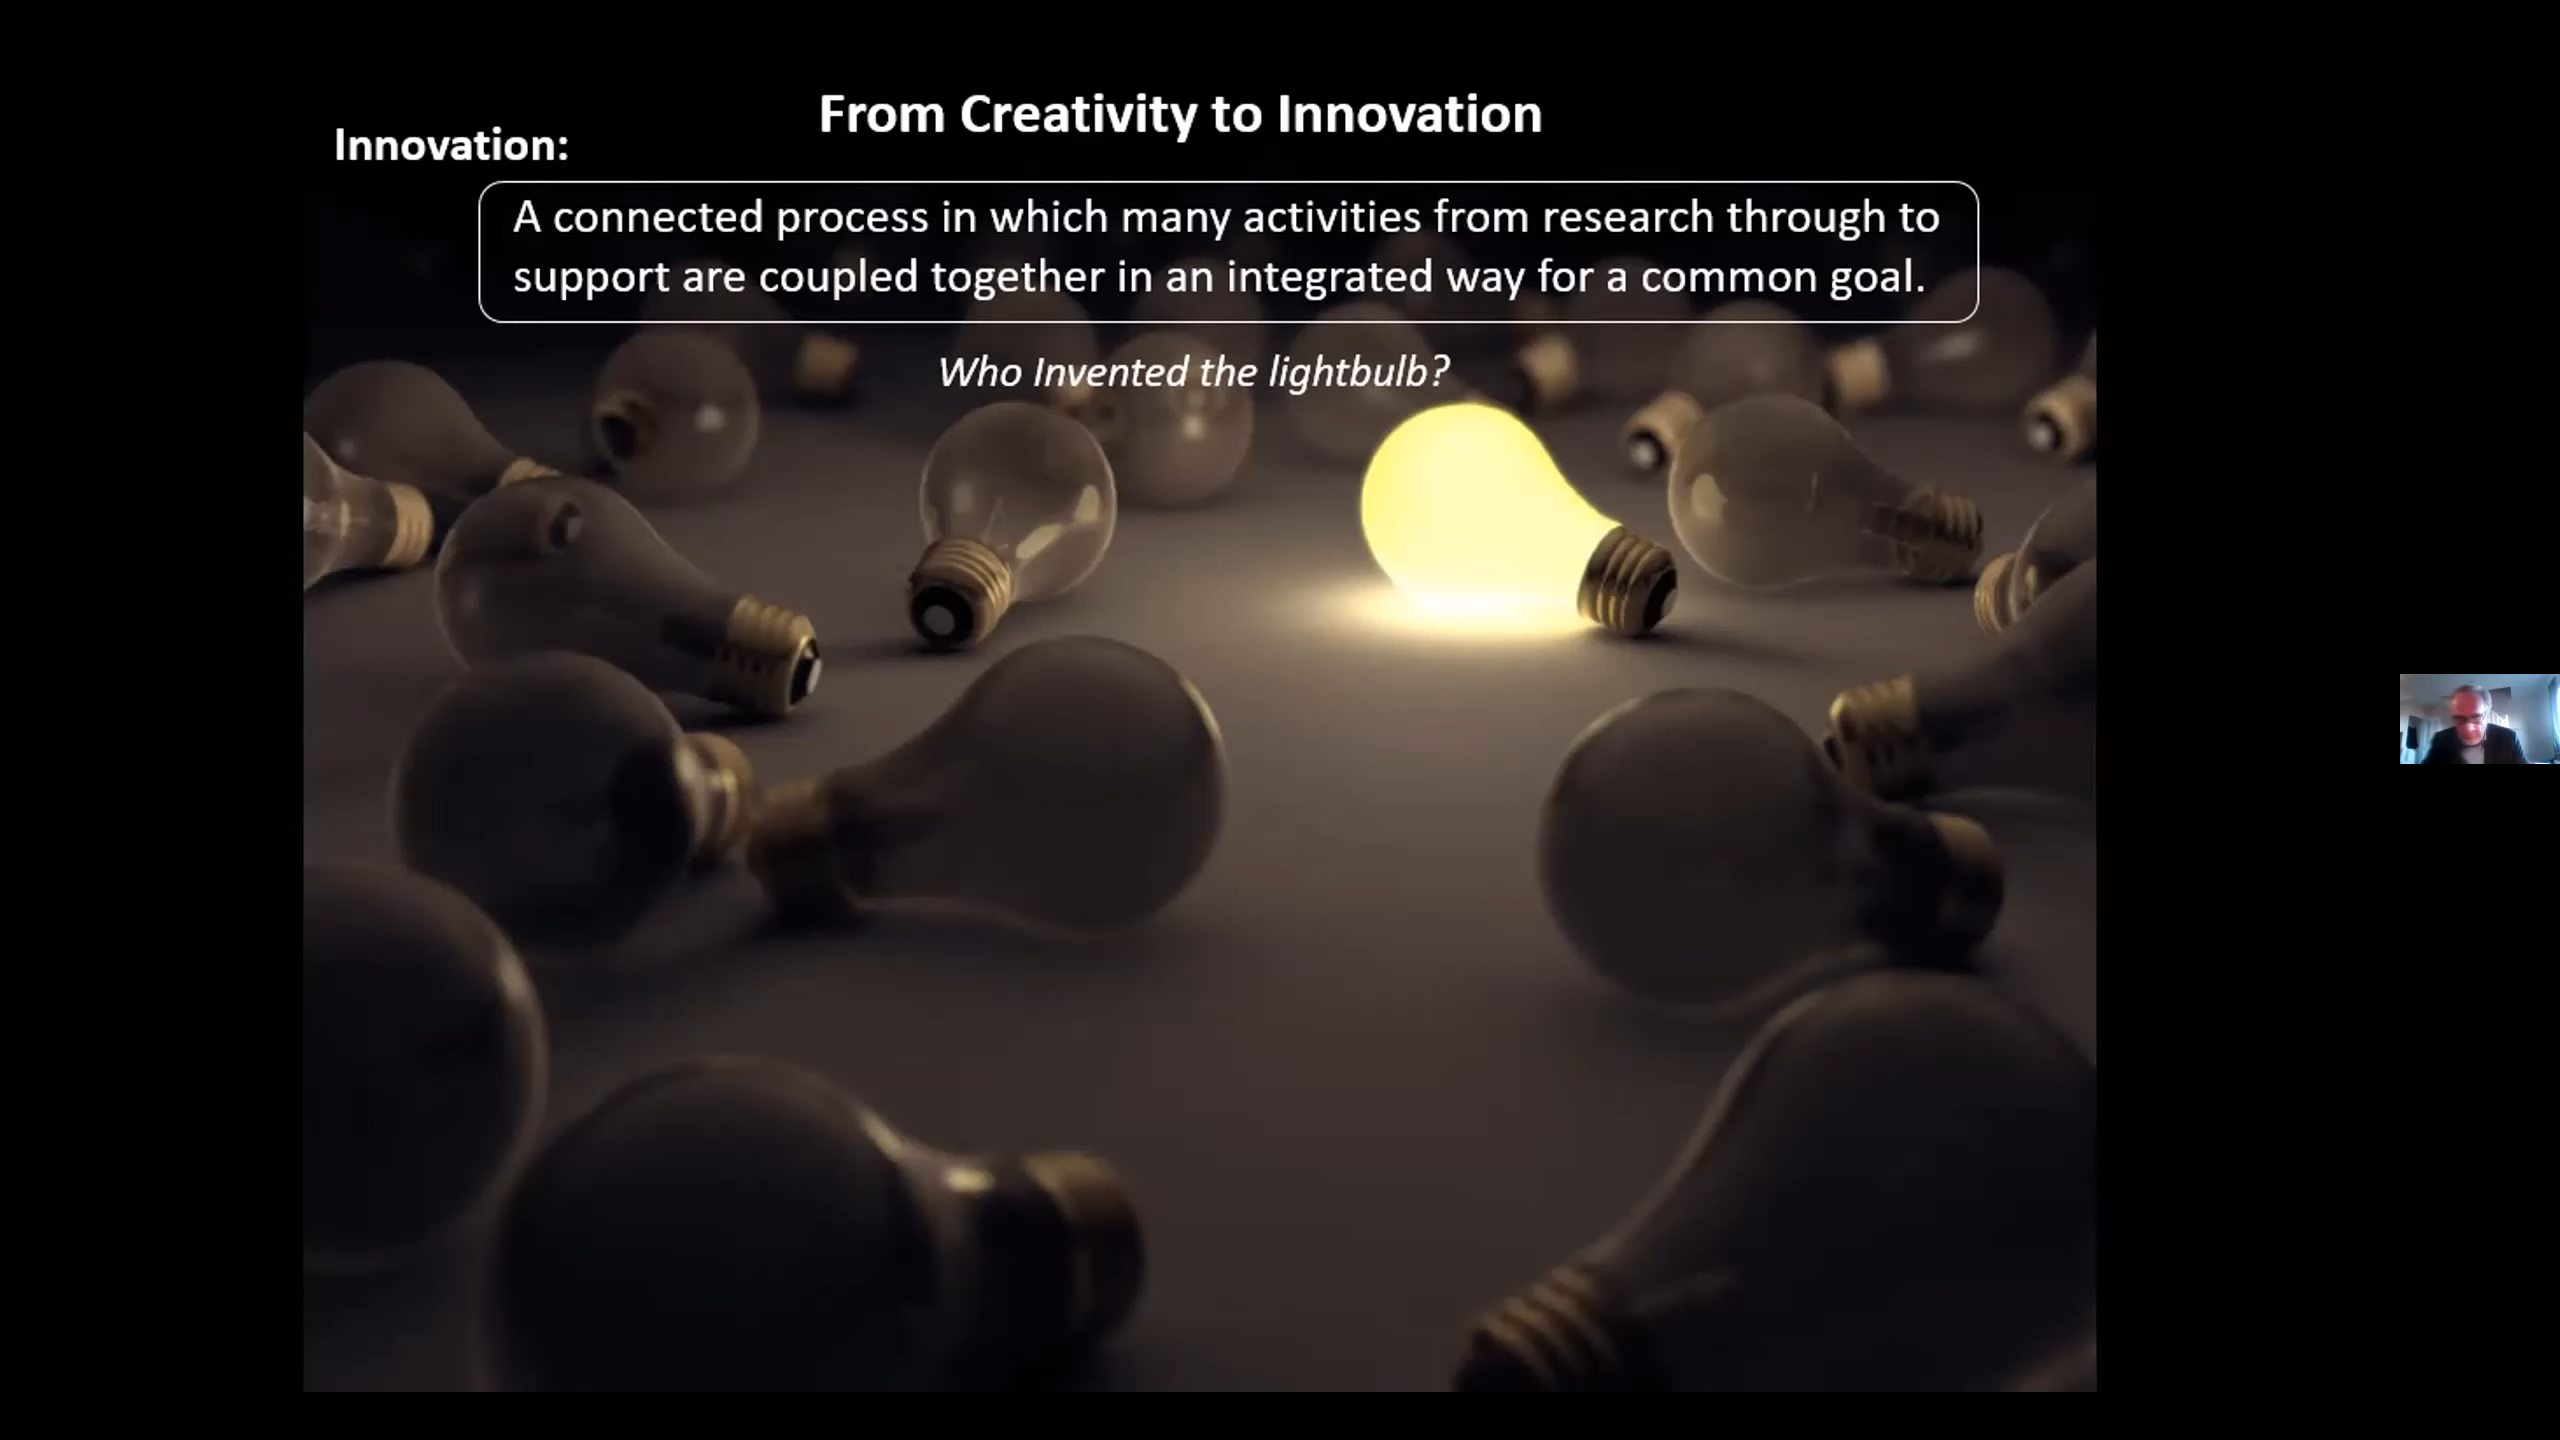 From Creativity to Innovation
Innovation:
A connected process in which many activities from research through to
support are coupled together in an integrated way for a common goal.
Who Invented the lightbulb?